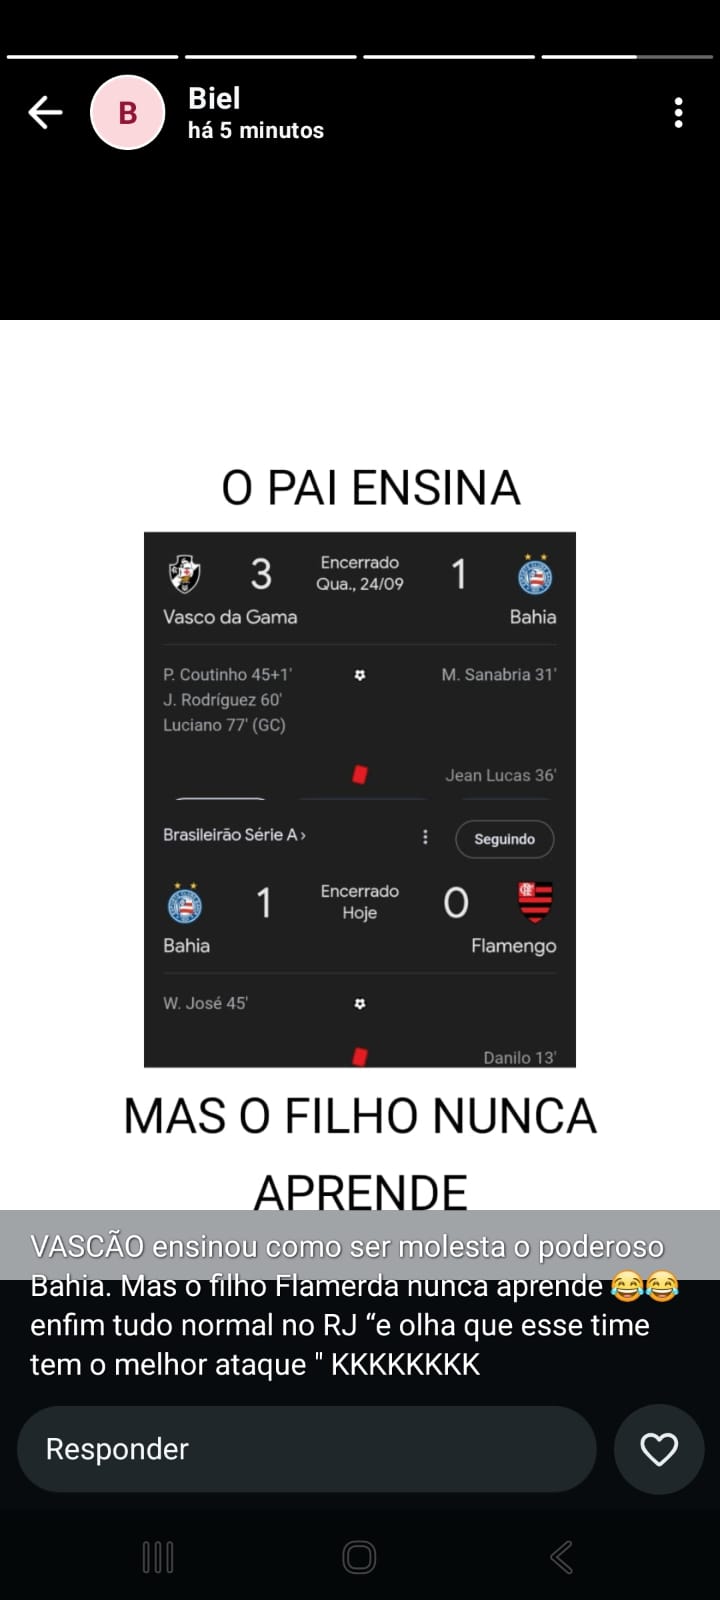 Biel
há 5 minutos
O PAI ENSINA
3 Encerrado 1
Qua., 24/09
Vasco da Gama Bahia
P. Coutinho 45+1' M. Sanabria 31'
J. Rodríguez 60'
Luciano 77' (GC)
Jean Lucas 36'
Brasileirão Série A › Seguindo
1 Encerrado 0
Hoje
Bahia Flamengo
W. José 45'
Danilo 13'
MAS O FILHO NUNCA
APRENDE
VASCÃO ensinou como ser molesta o poderoso
Bahia. Mas o filho Flamerda nunca aprende 😂😂
enfim tudo normal no RJ “e olha que esse time
tem o melhor ataque " KKKKKKKK
Responder